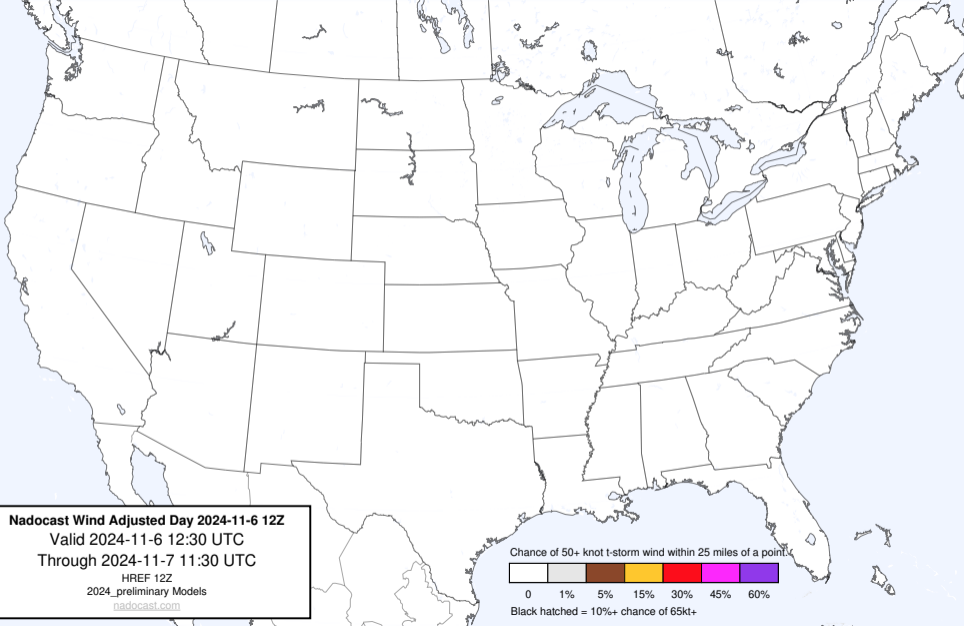 Nadocast Wind Adjusted Day 2024-11-6 12Z
Valid 2024-11-6 12:30 UTC
Through 2024-11-7 11:30 UTC
HREF 12Z
2024_preliminary Models
nadocast.com
Chance of 50+ knot t-storm wind within 25 miles of a point.
0 1% 5% 15% 30% 45% 60%
Black hatched = 10%+ chance of 65kt+